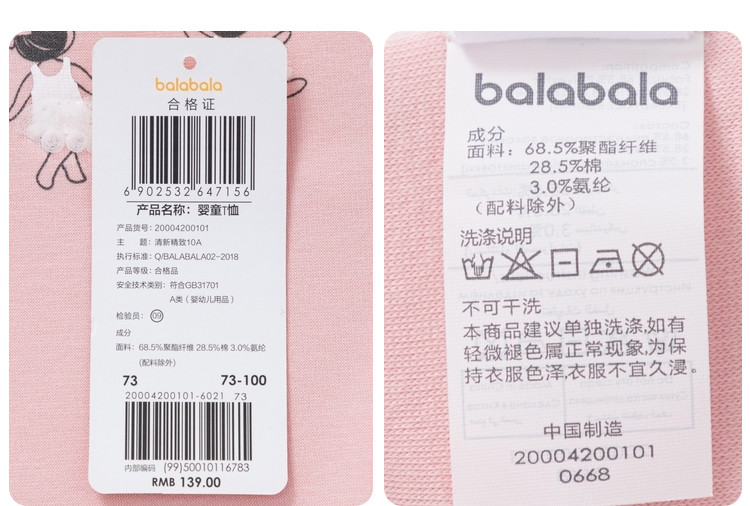 balabala
合格证
6 902532 647156
产品名称：婴童T恤
产品货号：20004200101
主　　题：清新精致10A
执行标准：Q/BALABALA02-2018
产品等级：合格品
安全技术类别：符合GB31701
A类（婴幼儿用品）
检验员：09
成分
面料：68.5%聚酯纤维 28.5%棉 3.0%氨纶
（配料除外）
73 73-100
20004200101-6021 73
内部编码 (99)50010116783
RMB 139.00
balabala
成分
面料：68.5%聚酯纤维
28.5%棉
3.0%氨纶
（配料除外）
洗涤说明
不可干洗
本商品建议单独洗涤,如有
轻微褪色属正常现象,为保
持衣服色泽,衣服不宜久浸。
中国制造
20004200101
0668